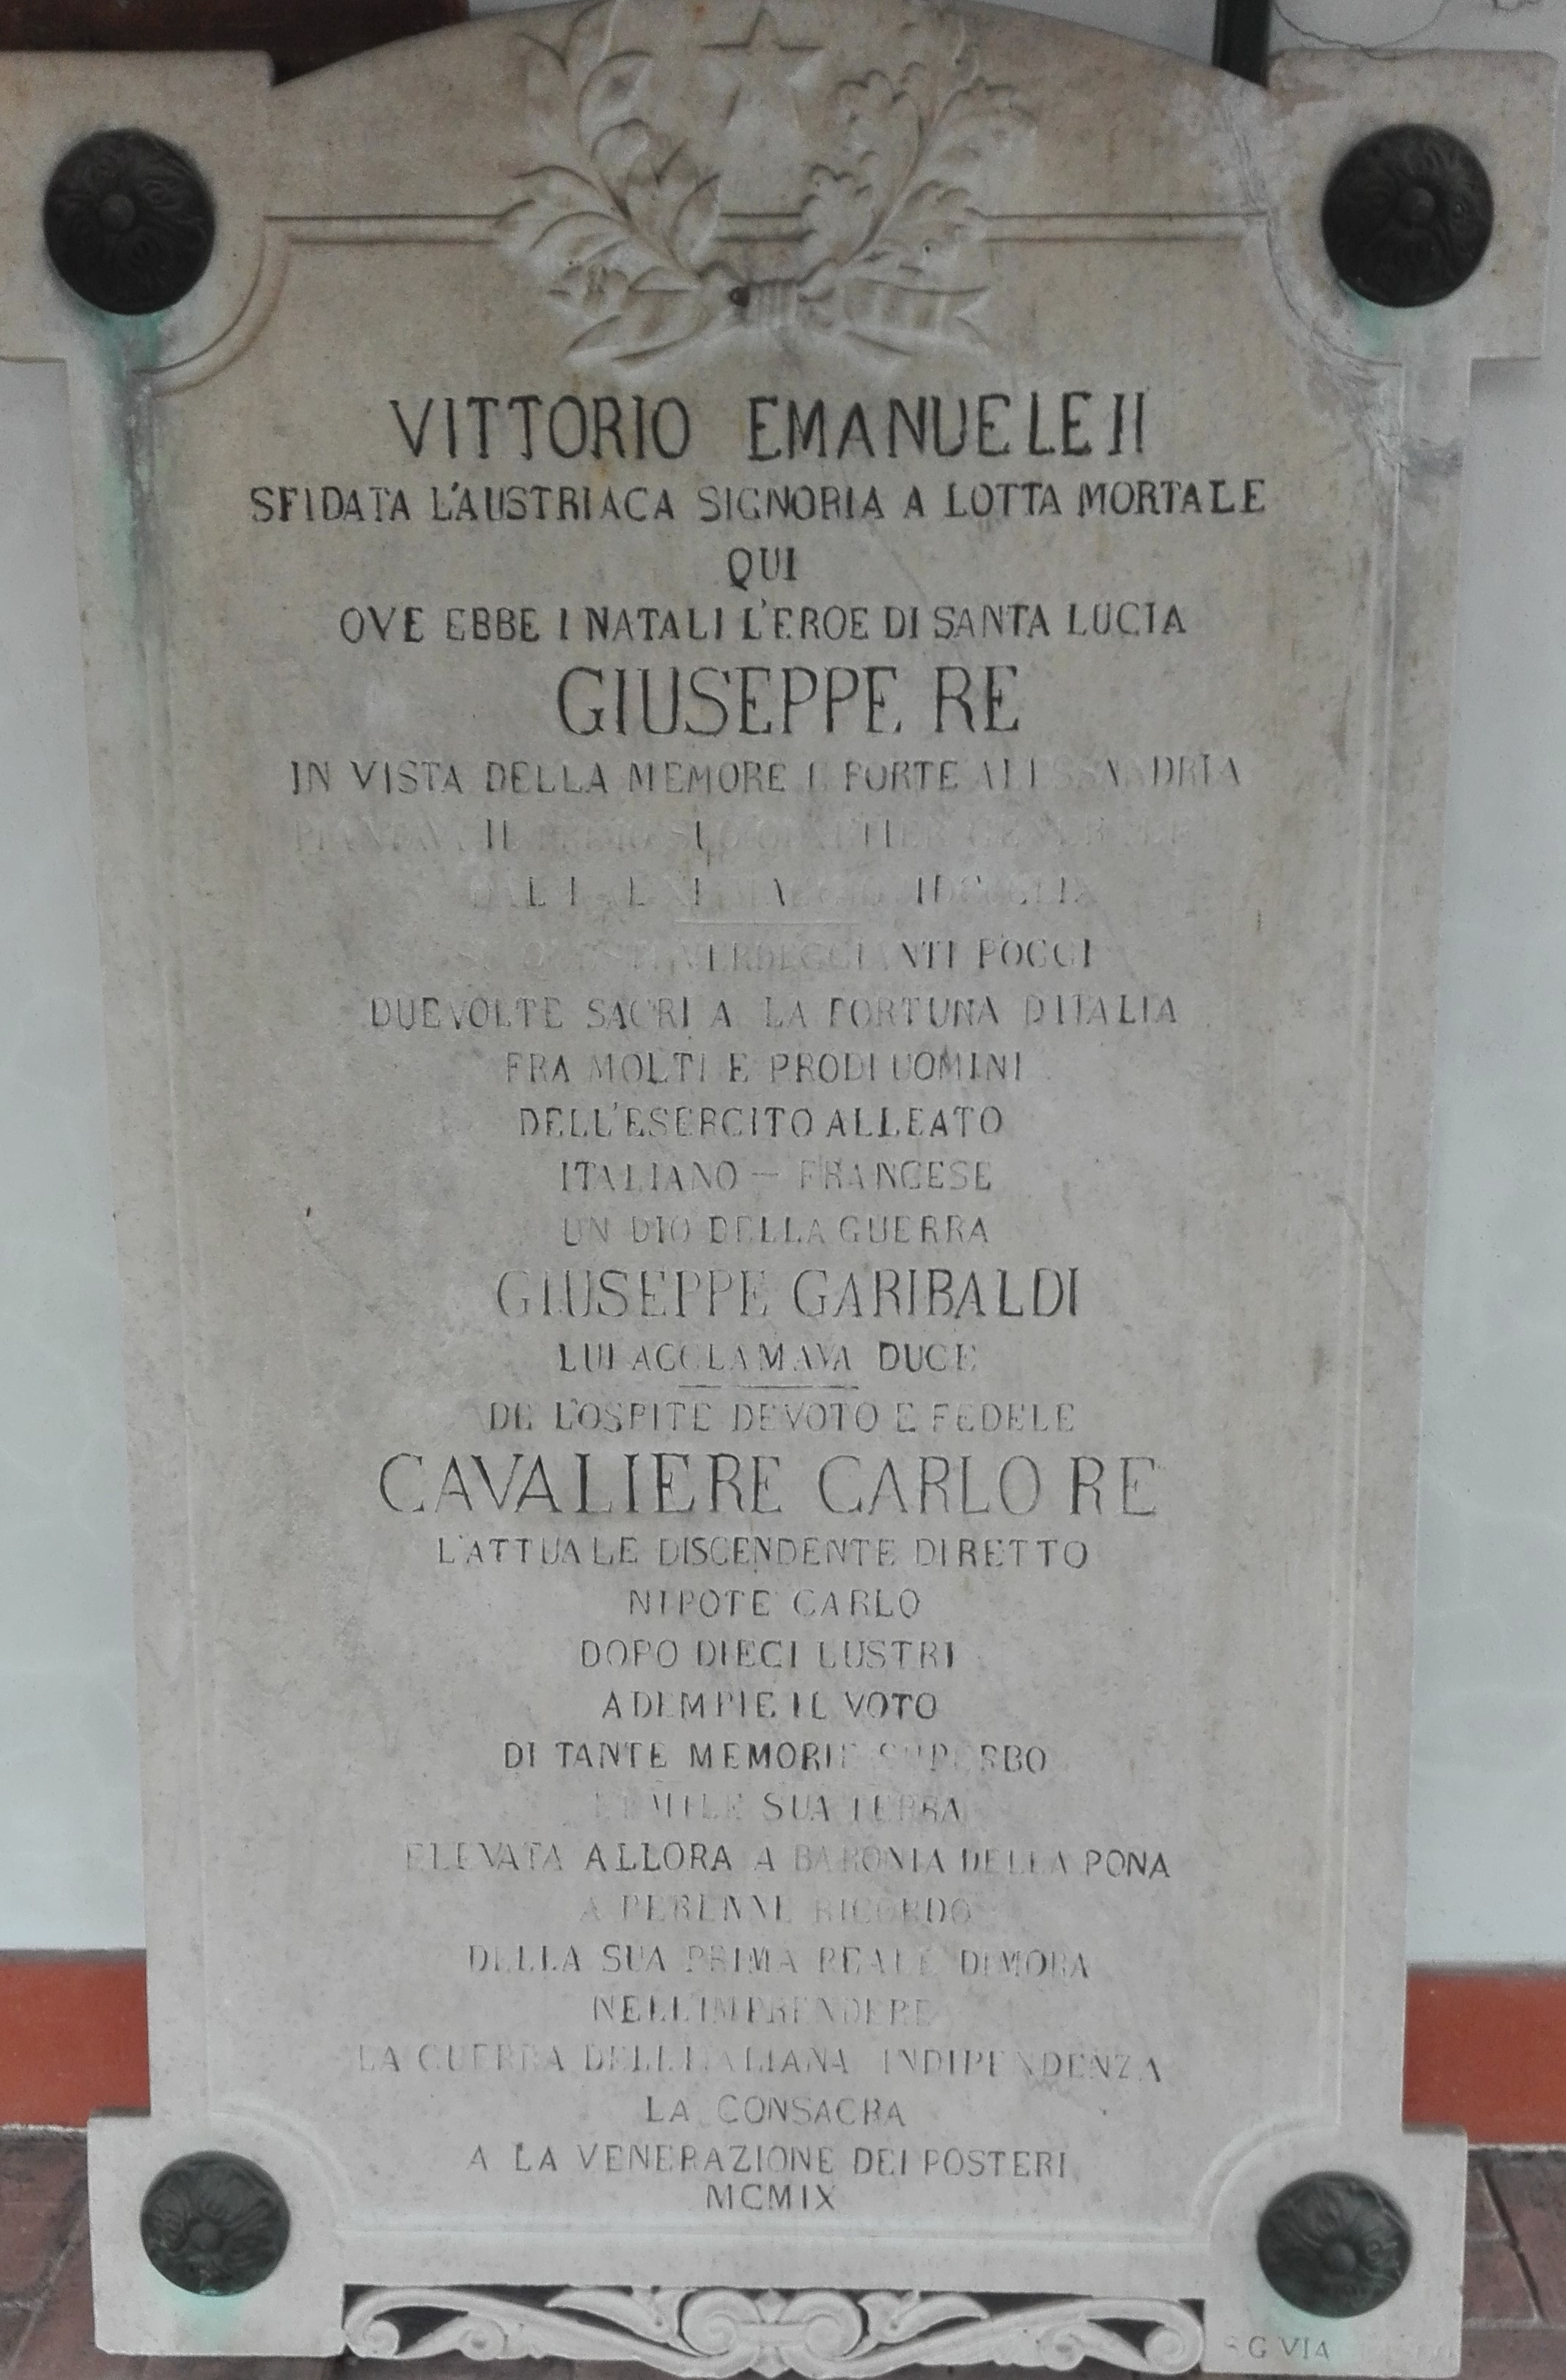 VITTORIO EMANUELE II
SFIDATA L'AUSTRIACA SIGNORIA A LOTTA MORTALE
QUI
OVE EBBE I NATALI L'EROE DI SANTA LUCIA
GIUSEPPE RE
IN VISTA DELLA MEMORE E FORTE ALESSANDRIA
IL
VERDEGGIANTI POGGI
DUE VOLTE SACRI A LA FORTUNA D'ITALIA
FRA MOLTI E PRODI UOMINI
DELL'ESERCITO ALLEATO
ITALIANO - FRANCESE
UN DIO DELLA GUERRA
GIUSEPPE GARIBALDI
LUI ACCLAMAVA DUCE
DE L'OSPITE DEVOTO E FEDELE
CAVALIERE CARLO RE
L'ATTUALE DISCENDENTE DIRETTO
NIPOTE CARLO
DOPO DIECI LUSTRI
ADEMPIE IL VOTO
DI TANTE MEMORIE SUPERBO
SUA TERRA
ELEVATA ALLORA A BARONIA DELLA PONA
A PERENNE RICORDO
DELLA SUA PRIMA REALE DIMORA
NELL'IMPRENDERE
LA GUERRA DELL'ITALIANA INDIPENDENZA
LA CONSACRA
A LA VENERAZIONE DEI POSTERI
MCMIX
G VIA